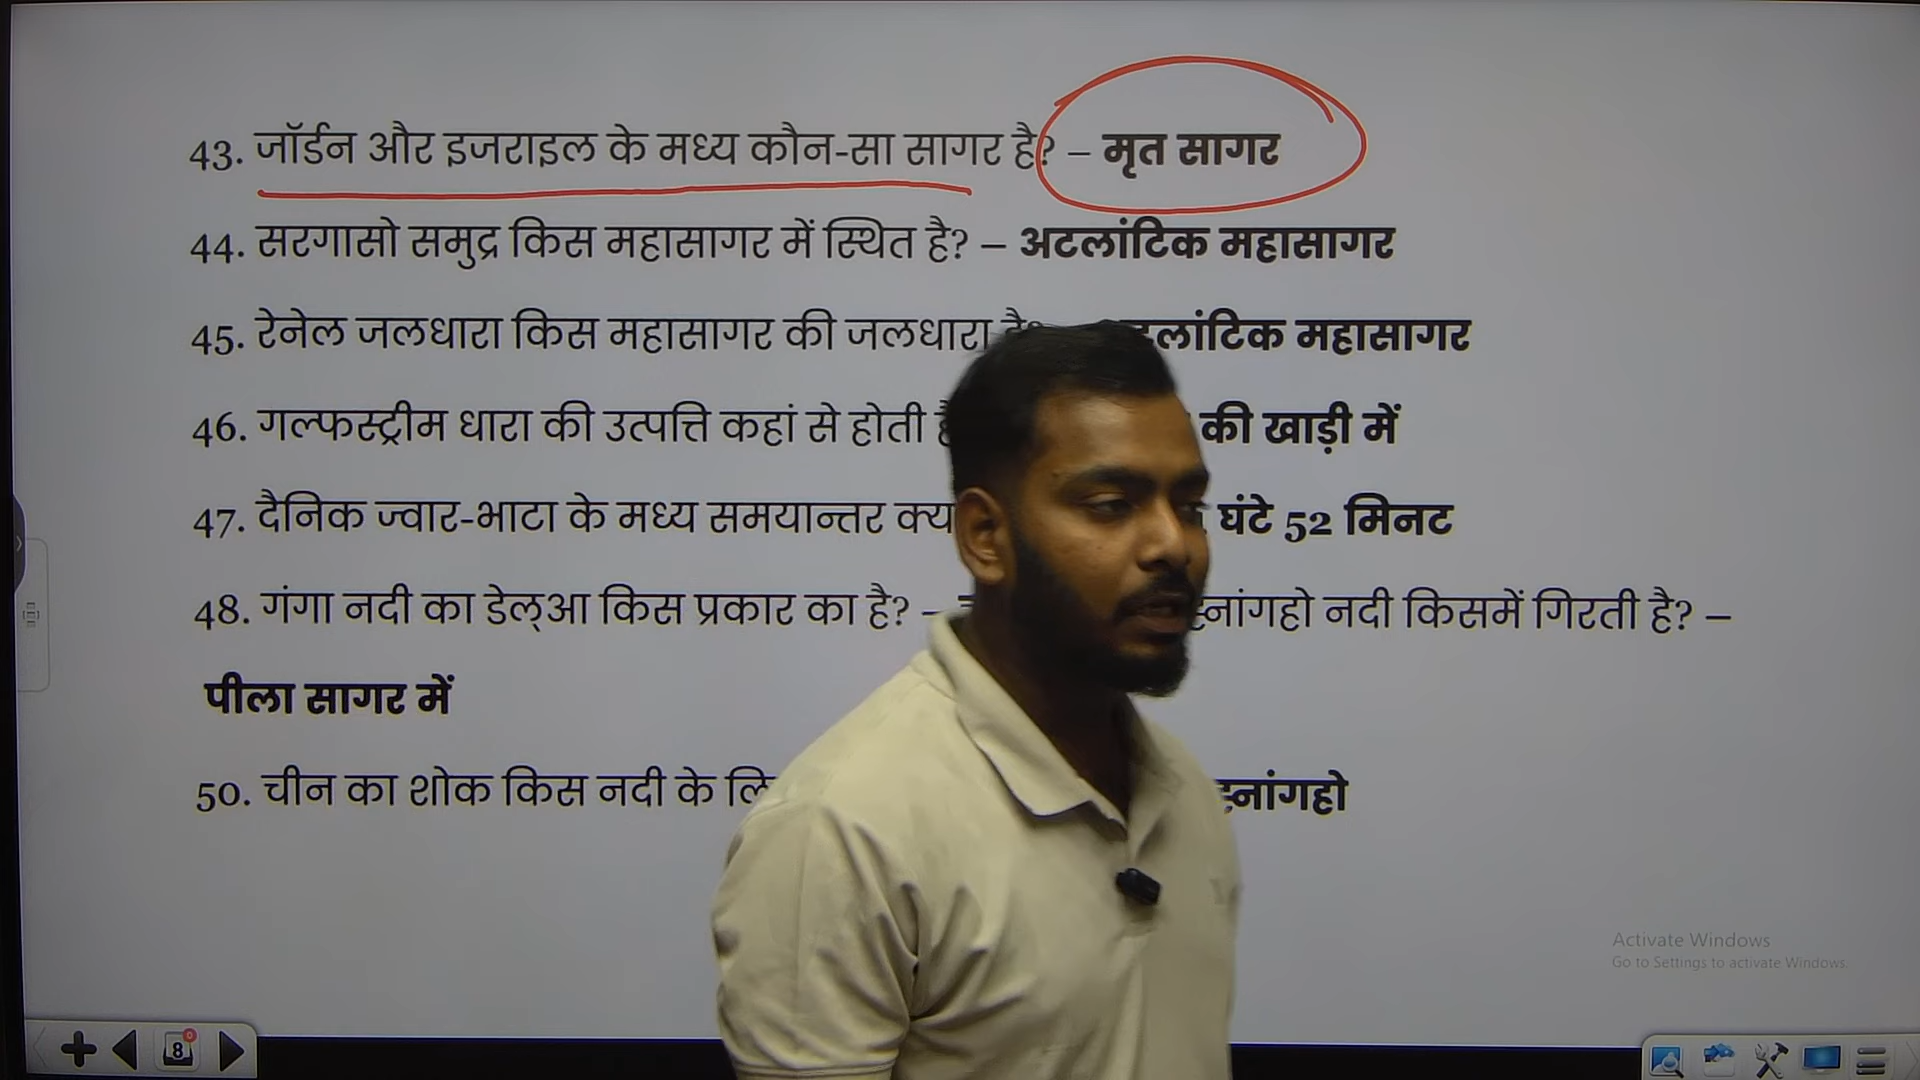 43. जॉर्डन और इजराइल के मध्य कौन-सा सागर है? – मृत सागर
44. सरगासो समुद्र किस महासागर में स्थित है? – अटलांटिक महासागर
45. रेनेल जलधारा किस महासागर की जलधारा महासागर
46. गल्फस्ट्रीम धारा की उत्पत्ति कहां से होती की खाड़ी में
47. दैनिक ज्वार-भाटा के मध्य समयान्तर घंटे 52 मिनट
48. गंगा नदी का डेल्आ किस प्रकार का है? – नदी किसमें गिरती है? –
पीला सागर में
50. चीन का शोक किस नदी के
Activate Windows
Go to Settings to activate Windows.
8